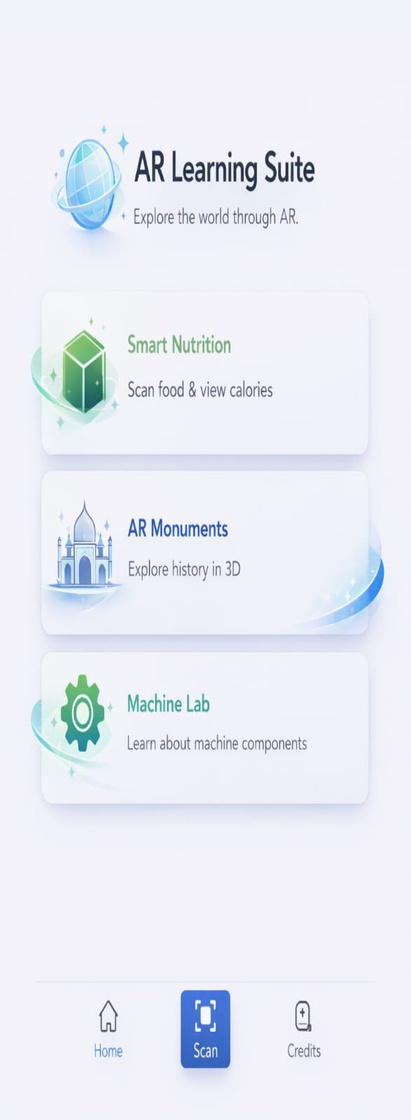 AR Learning Suite
Explore the world through AR.
Smart Nutrition
Scan food & view calories
AR Monuments
Explore history in 3D
Machine Lab
Learn about machine components
Home
Scan
Credits